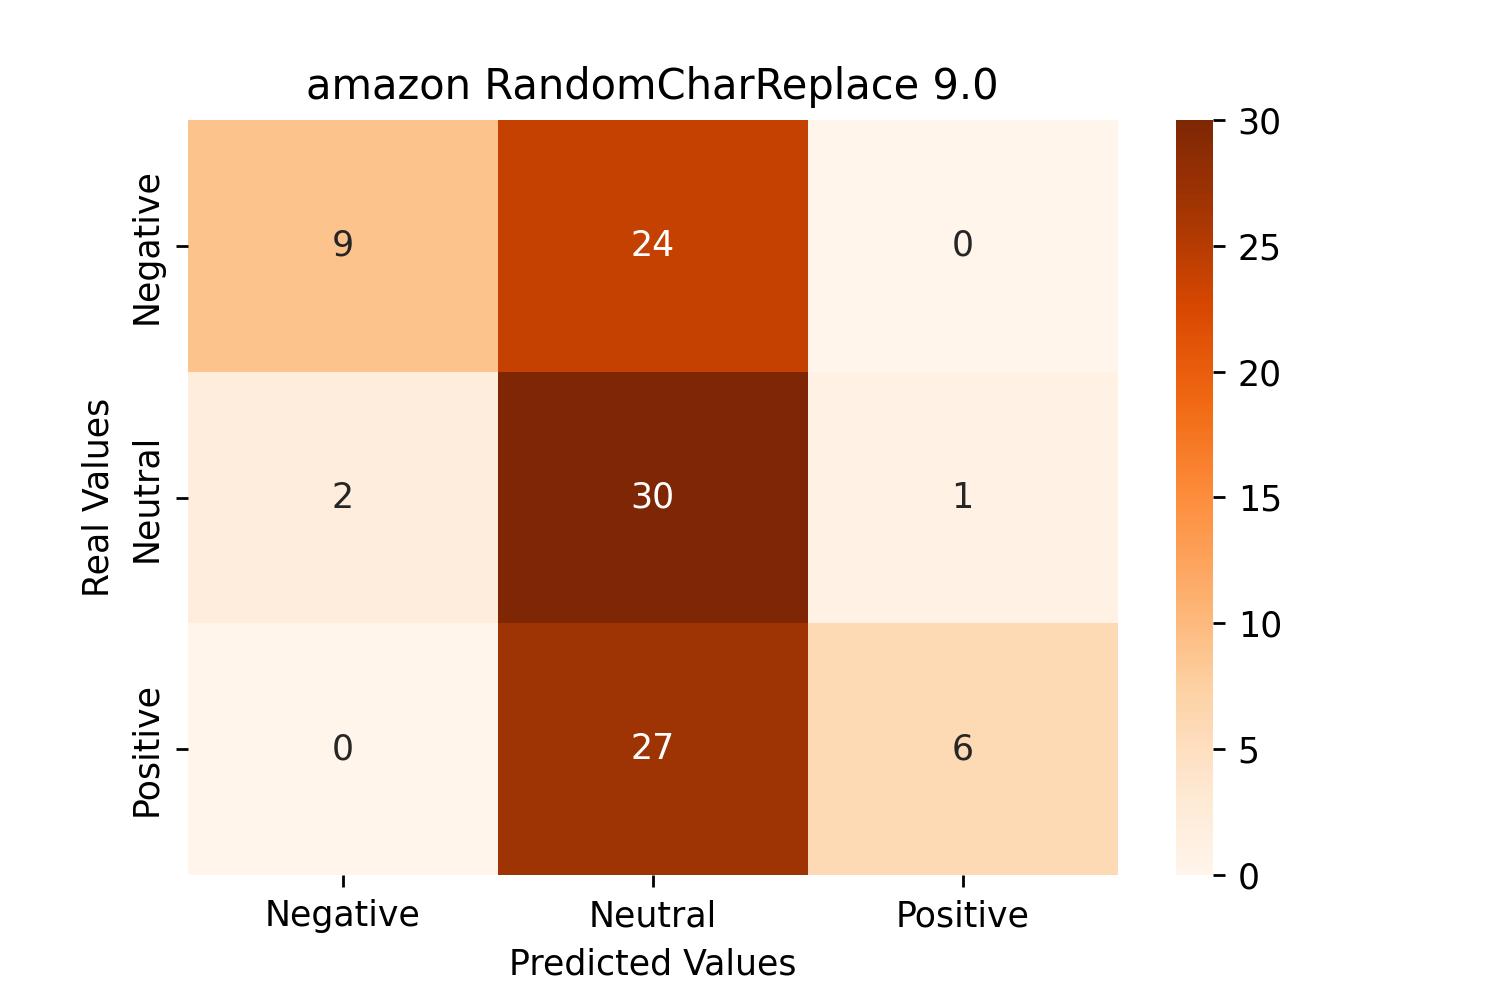 amazon RandomCharReplace 9.0
Real Values
Negative
9 24 0
Neutral
2 30 1
Positive
0 27 6
Negative Neutral Positive
Predicted Values
30
25
20
15
10
5
0